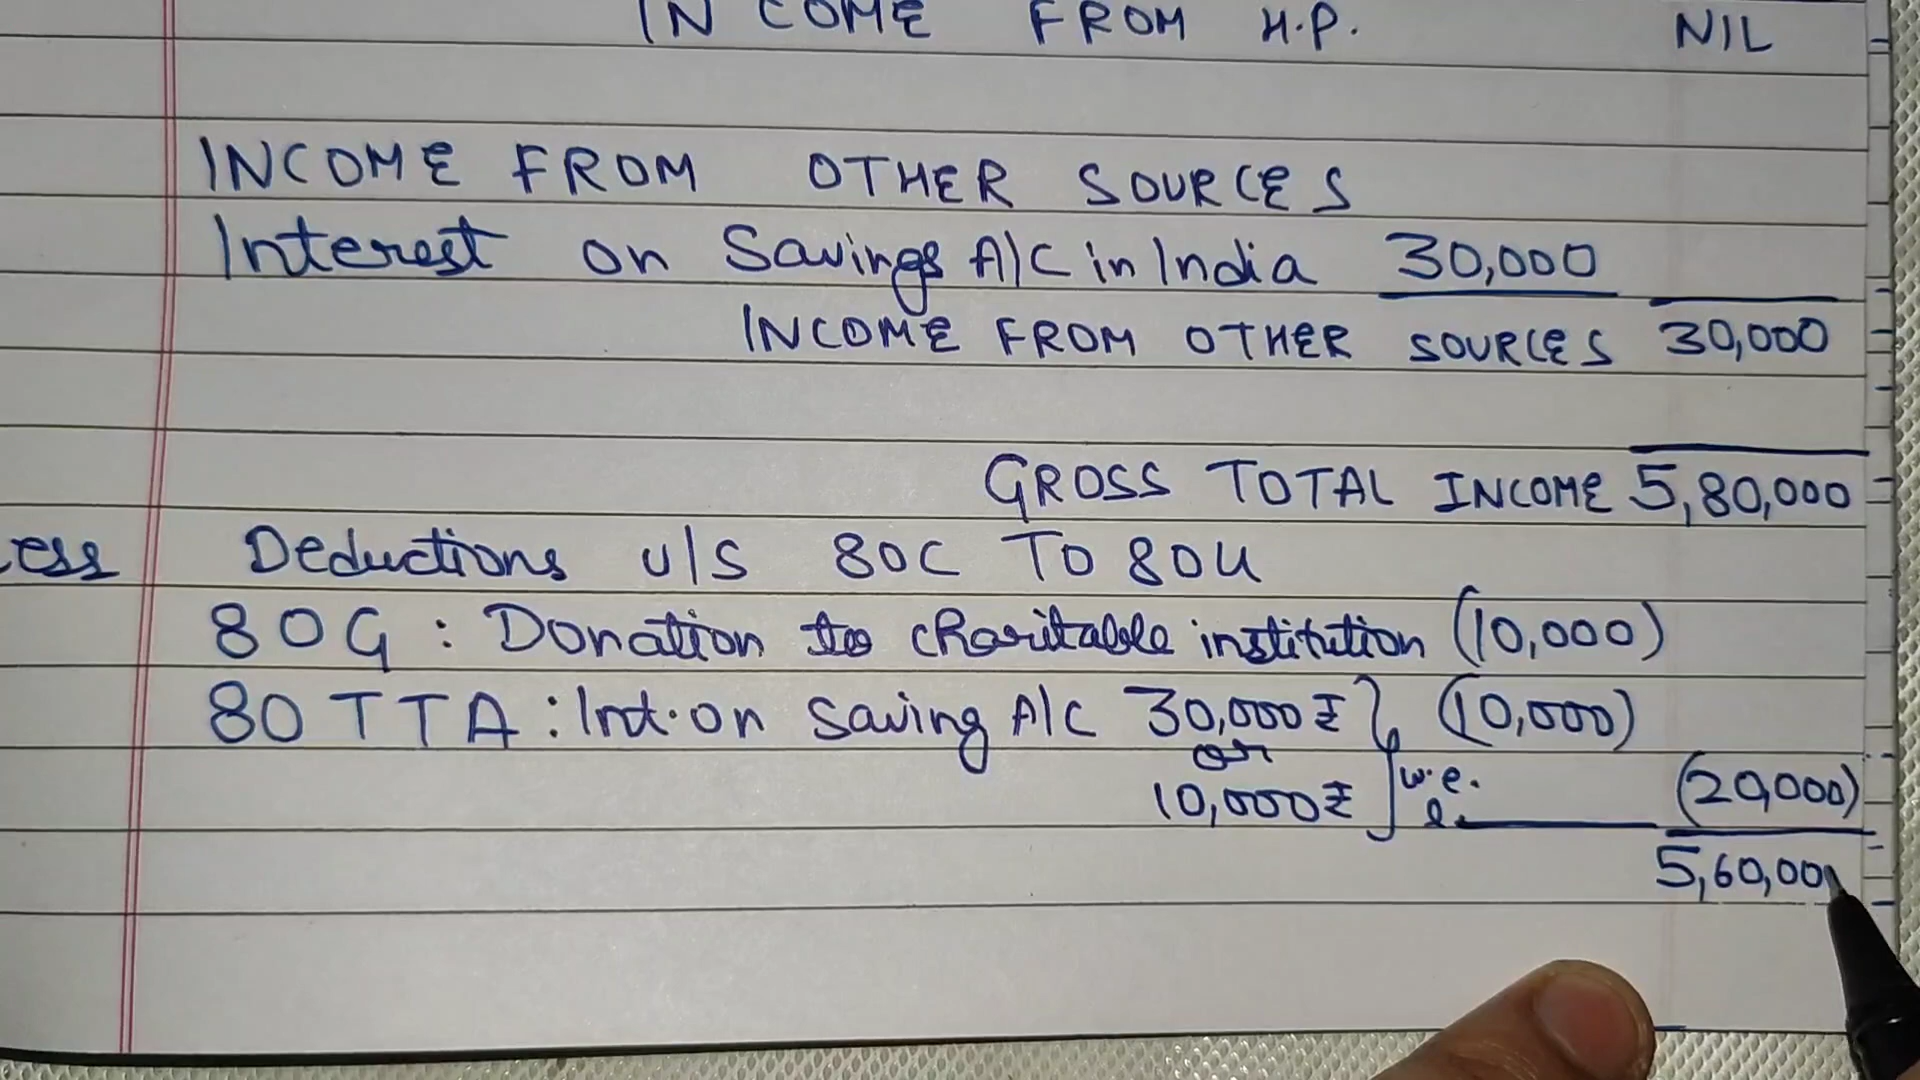 INCOME FROM H.P. NIL
INCOME FROM OTHER SOURCES
Interest on Savings A/C in India 30,000
INCOME FROM OTHER SOURCES 30,000
GROSS TOTAL INCOME 5,80,000
ess Deductions u/s 80C TO 80U
80G : Donation to charitable institution (10,000)
80TTA : Int. on Saving A/C 30,000₹ (10,000)
or
10,000₹ w.e. l. (20,000)
5,60,00